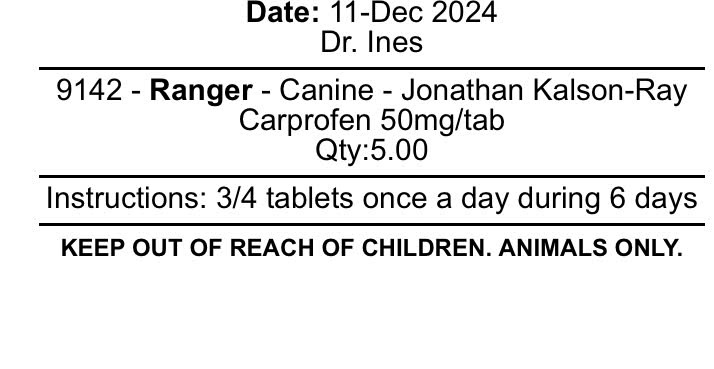 Date: 11-Dec 2024
Dr. Ines
9142 - Ranger - Canine - Jonathan Kalson-Ray
Carprofen 50mg/tab
Qty:5.00
Instructions: 3/4 tablets once a day during 6 days
KEEP OUT OF REACH OF CHILDREN. ANIMALS ONLY.